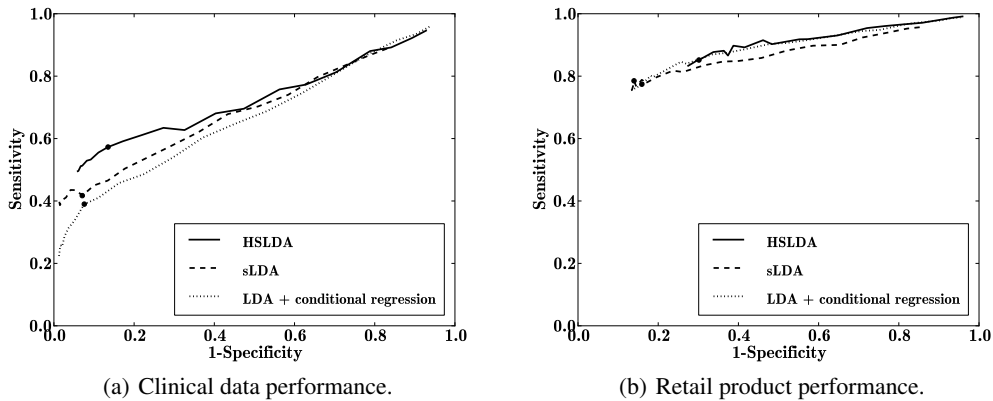 1.0
0.8
0.6
0.4
0.2
0.0
Sensitivity
0.0 0.2 0.4 0.6 0.8 1.0
1-Specificity
HSLDA
sLDA
LDA + conditional regression
(a) Clinical data performance.
1.0
0.8
0.6
0.4
0.2
0.0
Sensitivity
0.0 0.2 0.4 0.6 0.8 1.0
1-Specificity
HSLDA
sLDA
LDA + conditional regression
(b) Retail product performance.